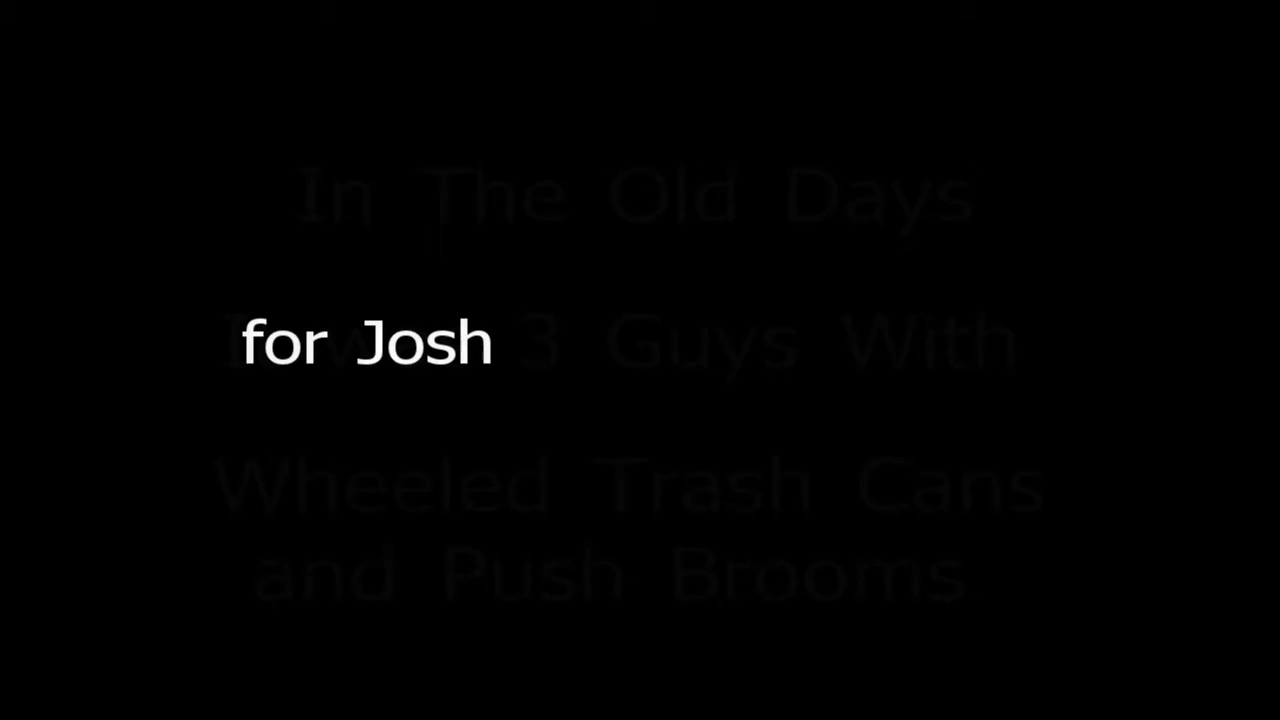 In The Old Days
for Josh
3 Guys With
Wheeled Trash Cans
and Push Brooms